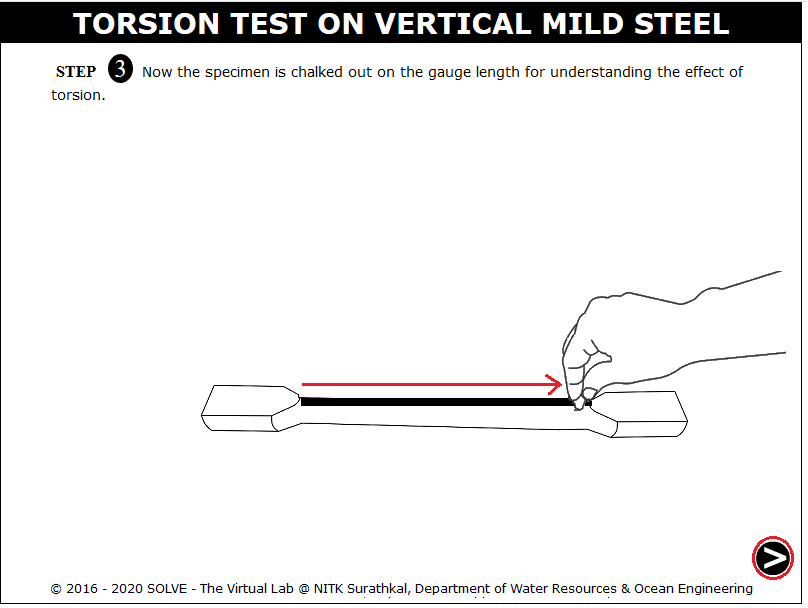 TORSION TEST ON VERTICAL MILD STEEL
STEP 3 Now the specimen is chalked out on the gauge length for understanding the effect of
torsion.
© 2016 - 2020 SOLVE - The Virtual Lab @ NITK Surathkal, Department of Water Resources & Ocean Engineering